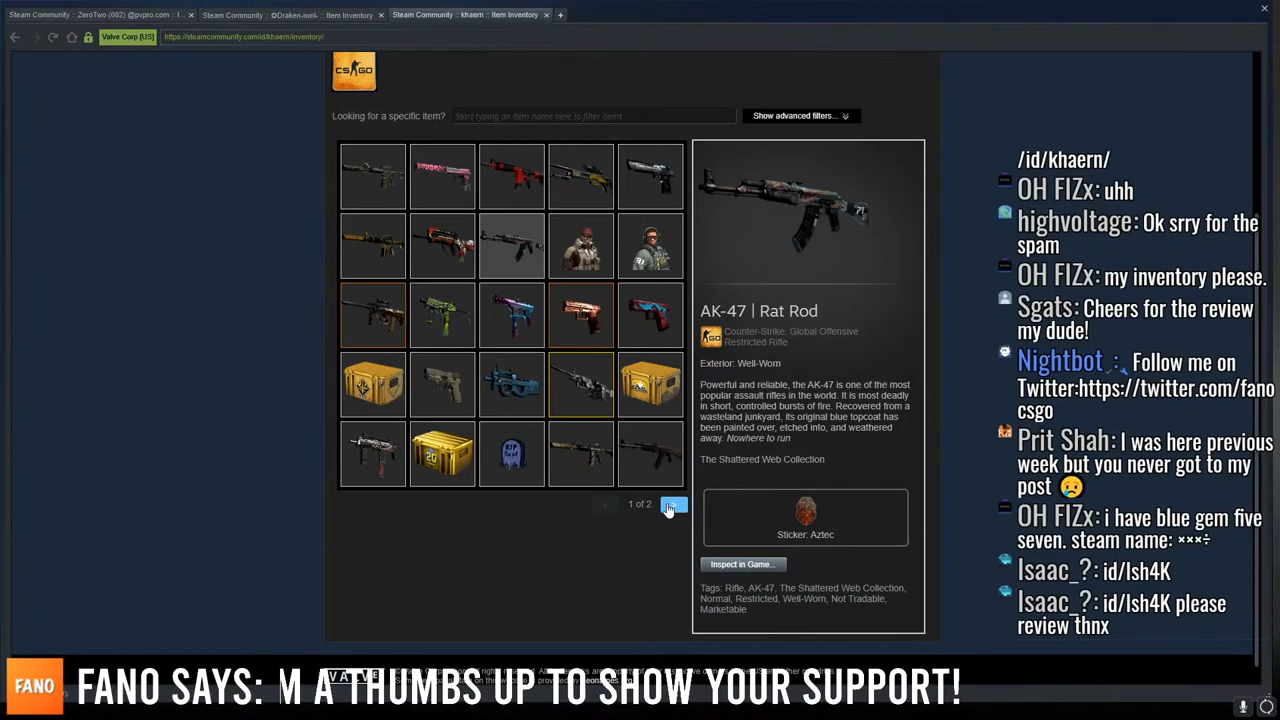 Steam Community :: ZeroTwo (002) @pvpro.com :: I...
Steam Community :: ✪Draken-iwnl- :: Item Inventory
Steam Community :: khaern :: Item Inventory
Valve Corp [US]
https://steamcommunity.com/id/khaern/inventory/
CS:GO
Looking for a specific item?
Start typing an item name here to filter items
Show advanced filters...
1 of 2
AK-47 | Rat Rod
Counter-Strike: Global Offensive
Restricted Rifle
Exterior: Well-Worn
Powerful and reliable, the AK-47 is one of the most
popular assault rifles in the world. It is most deadly
in short, controlled bursts of fire. Recovered from a
wasteland junkyard, its original blue topcoat has
been painted over, etched into, and weathered
away. Nowhere to run
The Shattered Web Collection
Sticker: Aztec
Inspect in Game...
Tags: Rifle, AK-47, The Shattered Web Collection,
Normal, Restricted, Well-Worn, Not Tradable,
Marketable
/id/khaern/
OH FIZx: uhh
highvoltage: Ok srry for the
spam
OH FIZx: my inventory please.
Sgats: Cheers for the review
my dude!
Nightbot : Follow me on
Twitter:https://twitter.com/fano
csgo
Prit Shah: I was here previous
week but you never got to my
post 😥
OH FIZx: i have blue gem five
seven. steam name: ×××÷
Isaac_?: id/Ish4K
Isaac_?: id/Ish4K please
review thnx
VALVE
FANO
FANO SAYS: M A THUMBS UP TO SHOW YOUR SUPPORT!